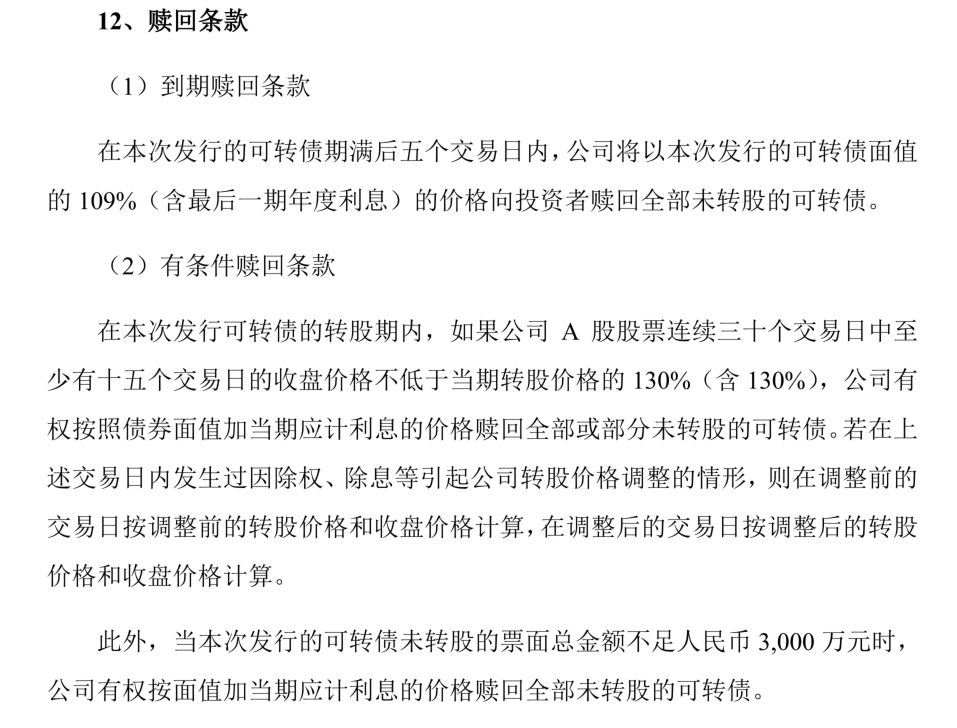 12、赎回条款
（1）到期赎回条款
在本次发行的可转债期满后五个交易日内，公司将以本次发行的可转债面值
的 109%（含最后一期年度利息）的价格向投资者赎回全部未转股的可转债。
（2）有条件赎回条款
在本次发行可转债的转股期内，如果公司 A 股股票连续三十个交易日中至
少有十五个交易日的收盘价格不低于当期转股价格的 130%（含 130%），公司有
权按照债券面值加当期应计利息的价格赎回全部或部分未转股的可转债。若在上
述交易日内发生过因除权、除息等引起公司转股价格调整的情形，则在调整前的
交易日按调整前的转股价格和收盘价格计算，在调整后的交易日按调整后的转股
价格和收盘价格计算。
此外，当本次发行的可转债未转股的票面总金额不足人民币 3,000 万元时，
公司有权按面值加当期应计利息的价格赎回全部未转股的可转债。